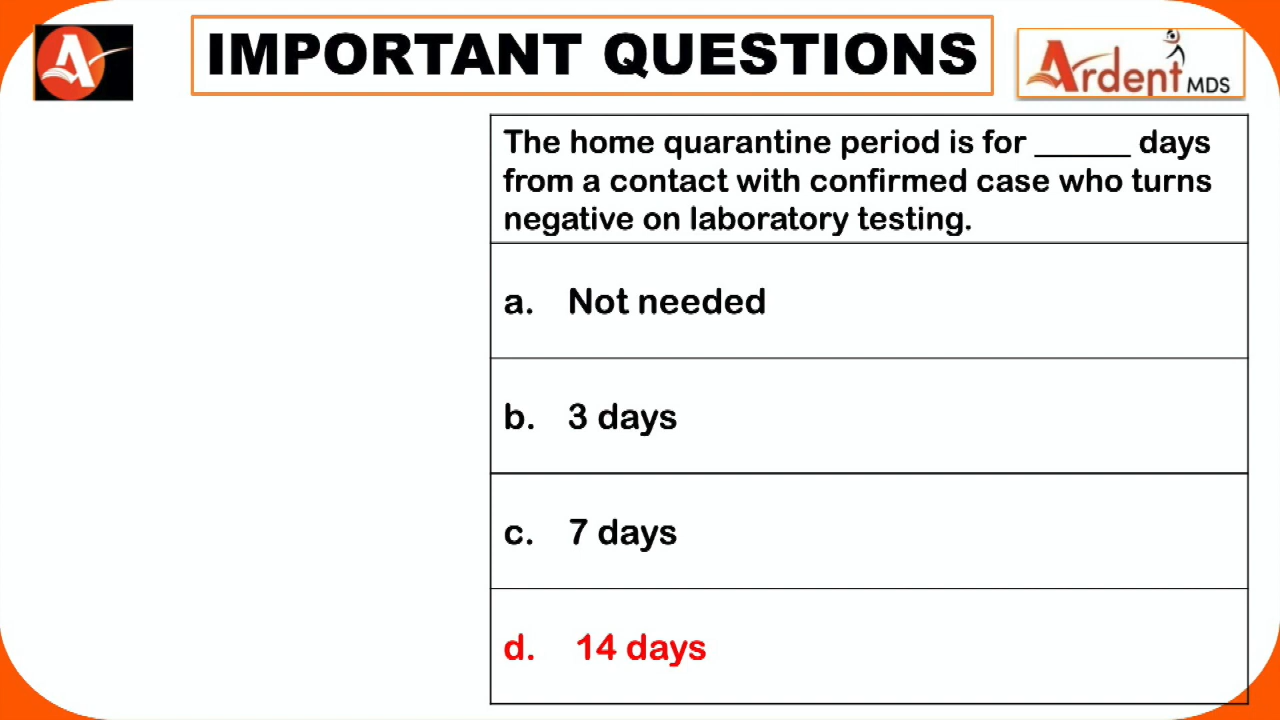 IMPORTANT QUESTIONS
A
Ardent MDS
The home quarantine period is for ______ days
from a contact with confirmed case who turns
negative on laboratory testing.
a. Not needed
b. 3 days
c. 7 days
d. 14 days